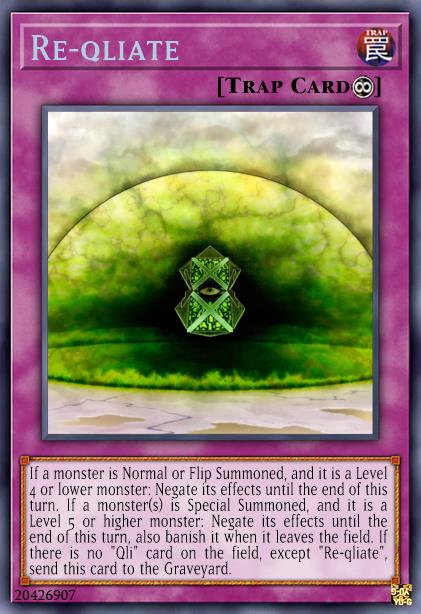 Re-qliate
TRAP
罠
[Trap Card]
If a monster is Normal or Flip Summoned, and it is a Level
4 or lower monster: Negate its effects until the end of this
turn. If a monster(s) is Special Summoned, and it is a
Level 5 or higher monster: Negate its effects until the
end of this turn, also banish it when it leaves the field. If
there is no "Qli" card on the field, except "Re-qliate",
send this card to the Graveyard.
20426907